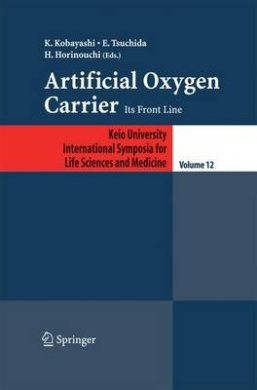 K. Kobayashi · E. Tsuchida
H. Horinouchi (Eds.)
Artificial Oxygen
Carrier Its Front Line
Keio University
International Symposia for
Life Sciences and Medicine
Volume 12
Springer